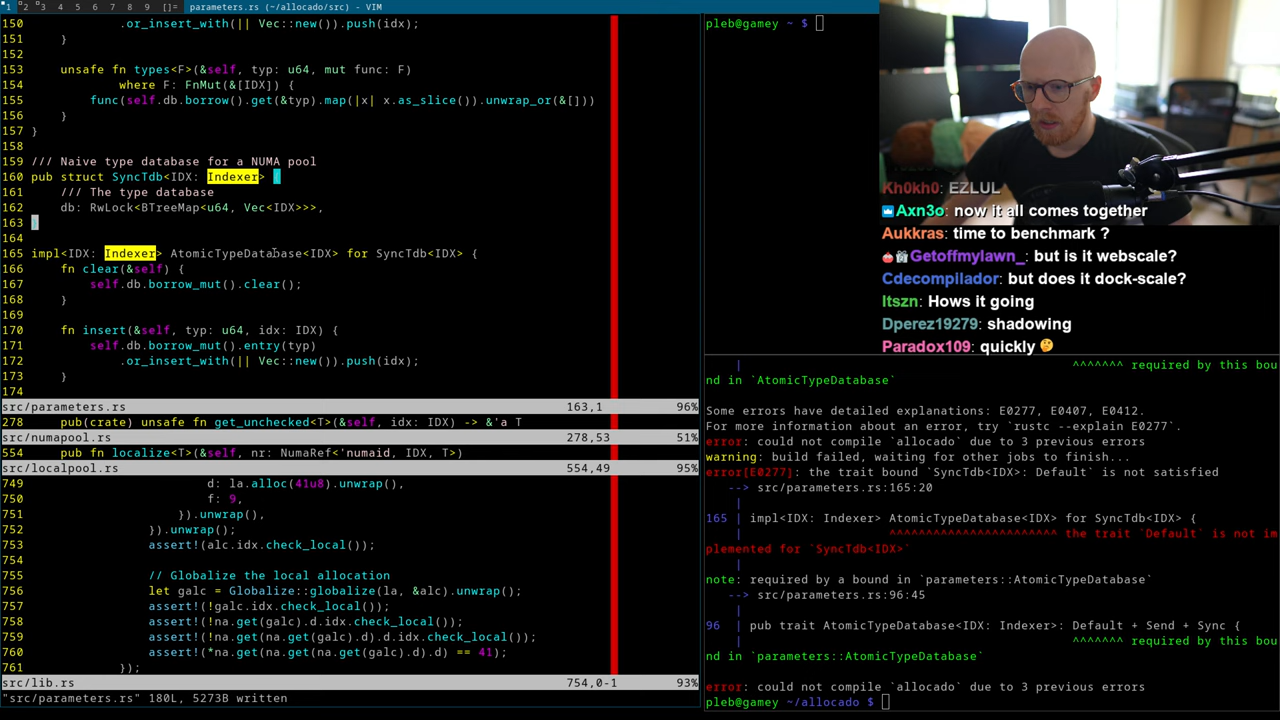 1 2 3 4 5 6 7 8 9 []= parameters.rs (~/allocado/src) - VIM
150 .or_insert_with(|| Vec::new()).push(idx);
151 }
152
153 unsafe fn types<F>(&self, typ: u64, mut func: F)
154 where F: FnMut(&[IDX]) {
155 func(self.db.borrow().get(&typ).map(|x| x.as_slice()).unwrap_or(&[]))
156 }
157 }
158
159 /// Naive type database for a NUMA pool
160 pub struct SyncTdb<IDX: Indexer> {
161 /// The type database
162 db: RwLock<BTreeMap<u64, Vec<IDX>>>,
163 }
164
165 impl<IDX: Indexer> AtomicTypeDatabase<IDX> for SyncTdb<IDX> {
166 fn clear(&self) {
167 self.db.borrow_mut().clear();
168 }
169
170 fn insert(&self, typ: u64, idx: IDX) {
171 self.db.borrow_mut().entry(typ)
172 .or_insert_with(|| Vec::new()).push(idx);
173 }
174
src/parameters.rs 163,1 96%
278 pub(crate) unsafe fn get_unchecked<T>(&self, idx: IDX) -> &'a T
src/numapool.rs 278,53 51%
554 pub fn localize<T>(&self, nr: NumaRef<'numaid, IDX, T>)
src/localpool.rs 554,49 95%
749 d: la.alloc(41u8).unwrap(),
750 f: 9,
751 }).unwrap(),
752 }).unwrap();
753 assert!(alc.idx.check_local());
754
755 // Globalize the local allocation
756 let galc = Globalize::globalize(la, &alc).unwrap();
757 assert!(!galc.idx.check_local());
758 assert!(!na.get(galc).d.idx.check_local());
759 assert!(!na.get(na.get(galc).d).d.idx.check_local());
760 assert!(*na.get(na.get(na.get(galc).d).d) == 41);
761 });
src/lib.rs 754,0-1 93%
"src/parameters.rs" 180L, 5273B written
pleb@gamey ~ $
Kh0kh0: EZLUL
Axn3o: now it all comes together
Aukkras: time to benchmark ?
Getoffmylawn_: but is it webscale?
Cdecompilador: but does it dock-scale?
Itszn: Hows it going
Dperez19279: shadowing
Paradox109: quickly 🤔
| ^^^^^^^ required by this bou
nd in `AtomicTypeDatabase`
Some errors have detailed explanations: E0277, E0407, E0412.
For more information about an error, try `rustc --explain E0277`.
error: could not compile `allocado` due to 3 previous errors
warning: build failed, waiting for other jobs to finish...
error[E0277]: the trait bound `SyncTdb<IDX>: Default` is not satisfied
--> src/parameters.rs:165:20
|
165 | impl<IDX: Indexer> AtomicTypeDatabase<IDX> for SyncTdb<IDX> {
| ^^^^^^^^^^^^^^^^^^^^^^^ the trait `Default` is not im
plemented for `SyncTdb<IDX>`
|
note: required by a bound in `parameters::AtomicTypeDatabase`
--> src/parameters.rs:96:45
|
96 | pub trait AtomicTypeDatabase<IDX: Indexer>: Default + Send + Sync {
| ^^^^^^^ required by this bou
nd in `parameters::AtomicTypeDatabase`
error: could not compile `allocado` due to 3 previous errors
pleb@gamey ~/allocado $